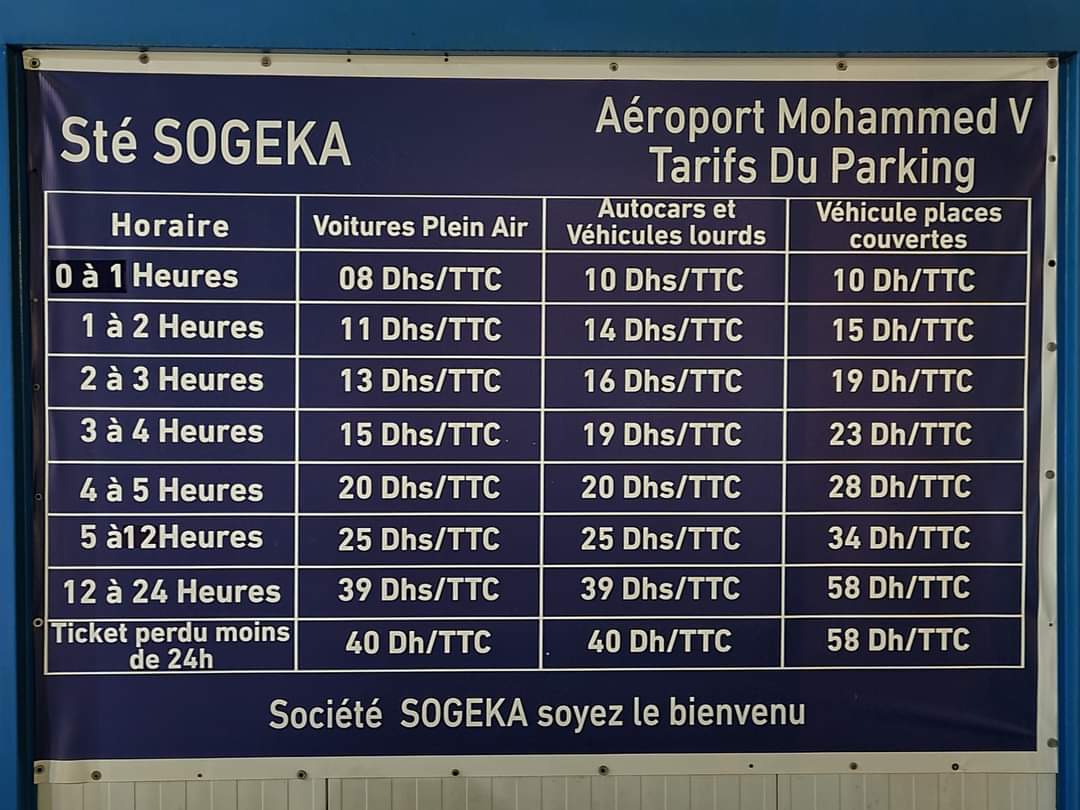 Sté SOGEKA
Aéroport Mohammed V
Tarifs Du Parking
Horaire
Voitures Plein Air
Autocars et
Véhicules lourds
Véhicule places
couvertes
0 à 1 Heures
08 Dhs/TTC
10 Dhs/TTC
10 Dh/TTC
1 à 2 Heures
11 Dhs/TTC
14 Dhs/TTC
15 Dh/TTC
2 à 3 Heures
13 Dhs/TTC
16 Dhs/TTC
19 Dh/TTC
3 à 4 Heures
15 Dhs/TTC
19 Dhs/TTC
23 Dh/TTC
4 à 5 Heures
20 Dhs/TTC
20 Dhs/TTC
28 Dh/TTC
5 à12Heures
25 Dhs/TTC
25 Dhs/TTC
34 Dh/TTC
12 à 24 Heures
39 Dhs/TTC
39 Dhs/TTC
58 Dh/TTC
Ticket perdu moins
de 24h
40 Dh/TTC
40 Dh/TTC
58 Dh/TTC
Société SOGEKA soyez le bienvenu